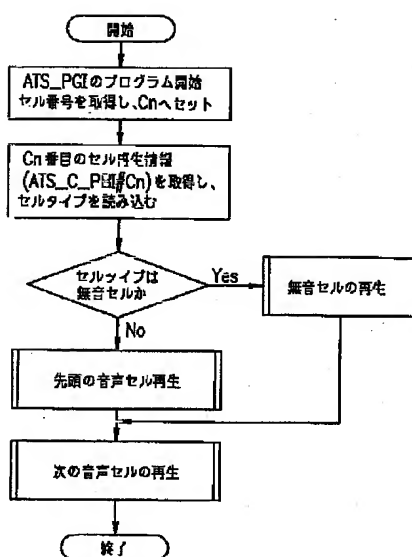 開始
ATS_PGIのプログラム開始
セル番号を取得し、Cnへセット
Cn番目のセル再生情報
(ATS_C_PBI#Cn)を取得し、
セルタイプを読み込む
セルタイプは
無音セルか
Yes
無音セルの再生
No
先頭の音声セル再生
次の音声セルの再生
終了